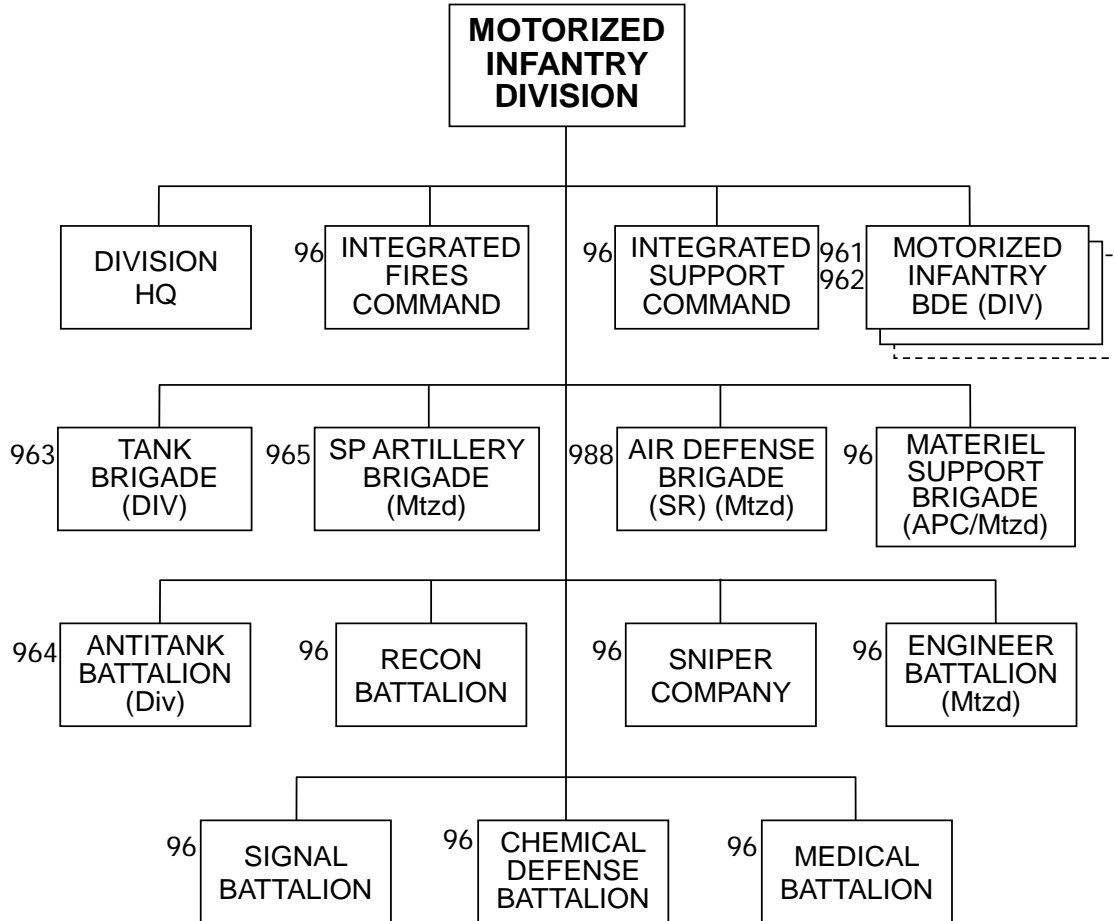 MOTORIZED
INFANTRY
DIVISION
DIVISION
HQ
96
INTEGRATED
FIRES
COMMAND
96
INTEGRATED
SUPPORT
COMMAND
961
962
MOTORIZED
INFANTRY
BDE (DIV)
963
TANK
BRIGADE
(DIV)
965
SP ARTILLERY
BRIGADE
(Mtzd)
988
AIR DEFENSE
BRIGADE
(SR) (Mtzd)
96
MATERIEL
SUPPORT
BRIGADE
(APC/Mtzd)
964
ANTITANK
BATTALION
(Div)
96
RECON
BATTALION
96
SNIPER
COMPANY
96
ENGINEER
BATTALION
(Mtzd)
96
SIGNAL
BATTALION
96
CHEMICAL
DEFENSE
BATTALION
96
MEDICAL
BATTALION